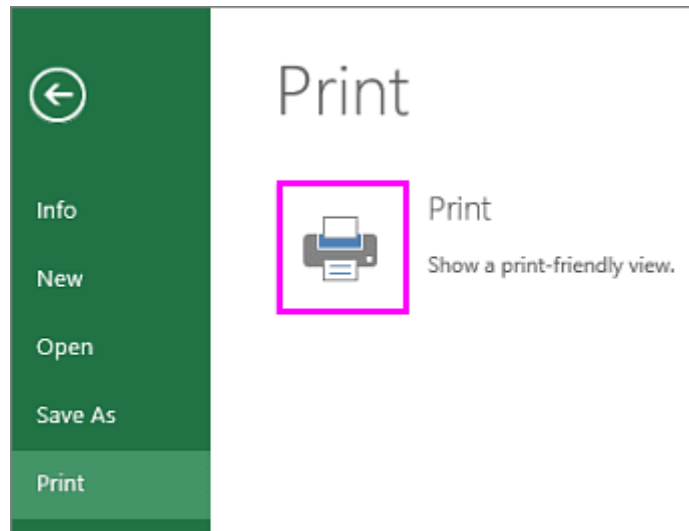 Print
Info
New
Open
Save As
Print
Print
Show a print-friendly view.